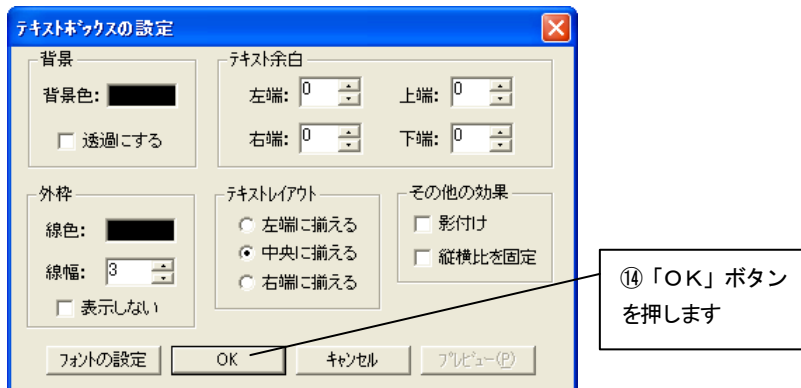 テキストボックスの設定
背景
背景色:
透過にする
テキスト余白
左端: 0
上端: 0
右端: 0
下端: 0
外枠
線色:
線幅: 3
表示しない
テキストレイアウト
左端に揃える
中央に揃える
右端に揃える
その他の効果
影付け
縦横比を固定
フォントの設定
OK
キャンセル
プレビュー(P)
⑭「OK」ボタン
を押します